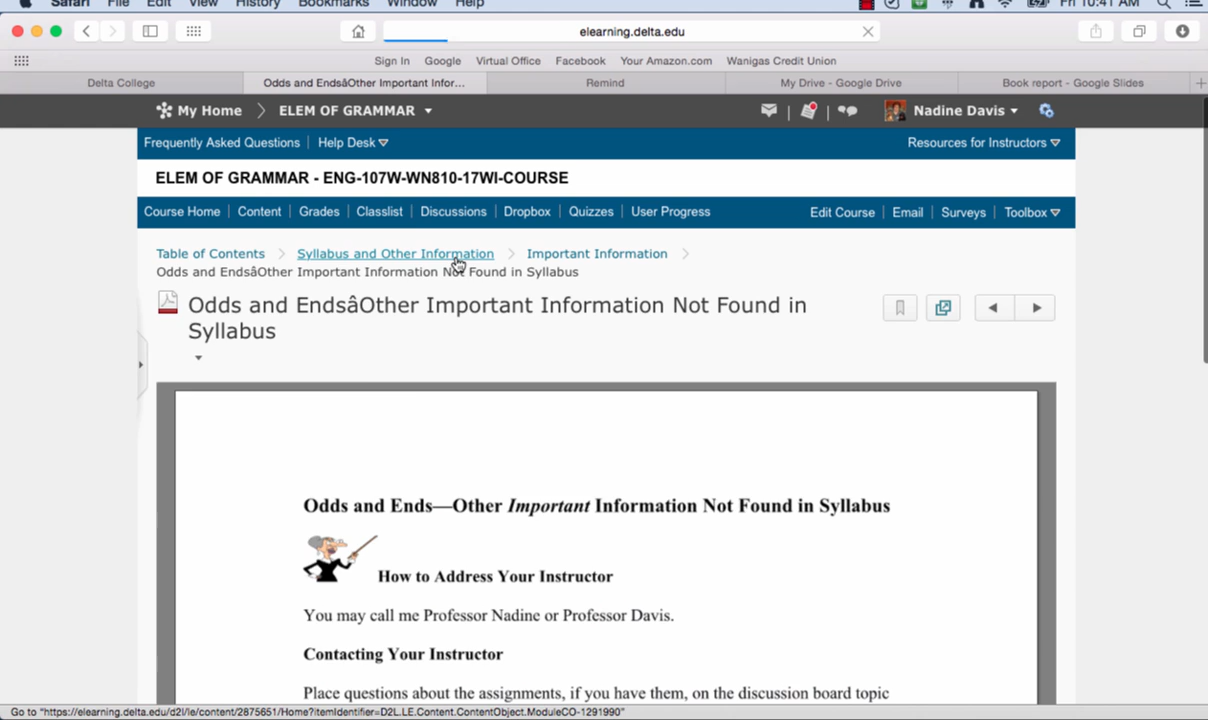 Safari File Edit View History Bookmarks Window Help Fri 10:41 AM
elearning.delta.edu
Sign In Google Virtual Office Facebook Your Amazon.com Wanigas Credit Union
Delta College Odds and EndsâOther Important Infor... Remind My Drive - Google Drive Book report - Google Slides
My Home ELEM OF GRAMMAR Nadine Davis
Frequently Asked Questions Help Desk Resources for Instructors
ELEM OF GRAMMAR - ENG-107W-WN810-17WI-COURSE
Course Home Content Grades Classlist Discussions Dropbox Quizzes User Progress Edit Course Email Surveys Toolbox
Table of Contents Syllabus and Other Information Important Information
Odds and EndsâOther Important Information Not Found in Syllabus
Odds and EndsâOther Important Information Not Found in
Syllabus
Odds and Ends—Other Important Information Not Found in Syllabus
How to Address Your Instructor
You may call me Professor Nadine or Professor Davis.
Contacting Your Instructor
Place questions about the assignments, if you have them, on the discussion board topic
Go to "https://elearning.delta.edu/d2l/le/content/2875651/Home?itemIdentifier=D2L.LE.Content.ContentObject.ModuleCO-1291990"